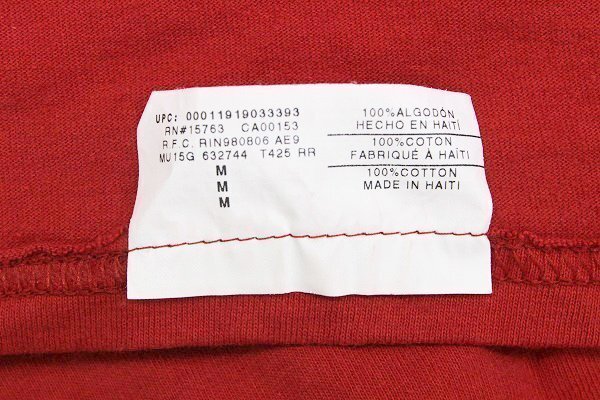 UPC: 00011919033393
RN#15763 CA00153
R.F.C. RIN980806 AE9
MU15G 632744 T425 RR
M
M
M
100%ALGODÓN
HECHO EN HAITÍ
100%COTON
FABRIQUÉ À HAÏTI
100%COTTON
MADE IN HAITI